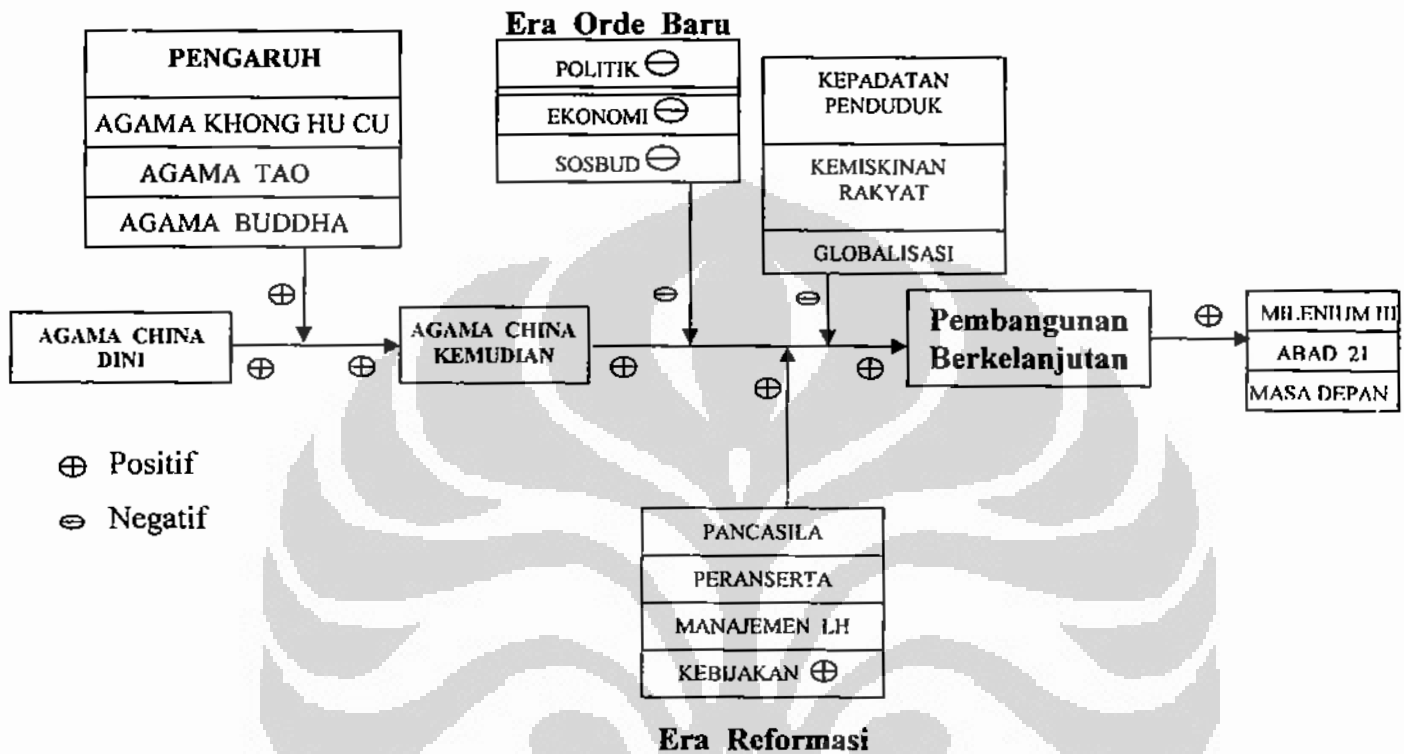 Era Orde Baru
PENGARUH
AGAMA KHONG HU CU
AGAMA TAO
AGAMA BUDDHA
POLITIK ⊖
EKONOMI ⊖
SOSBUD ⊖
KEPADATAN
PENDUDUK
KEMISKINAN
RAKYAT
GLOBALISASI
⊕
⊖
⊖
AGAMA CHINA
DINI
⊕
⊕
AGAMA CHINA
KEMUDIAN
⊕
⊕
⊕
Pembangunan
Berkelanjutan
⊕
MILENIUM III
ABAD 21
MASA DEPAN
⊕ Positif
⊖ Negatif
PANCASILA
PERANSERTA
MANAJEMEN LH
KEBIJAKAN ⊕
Era Reformasi